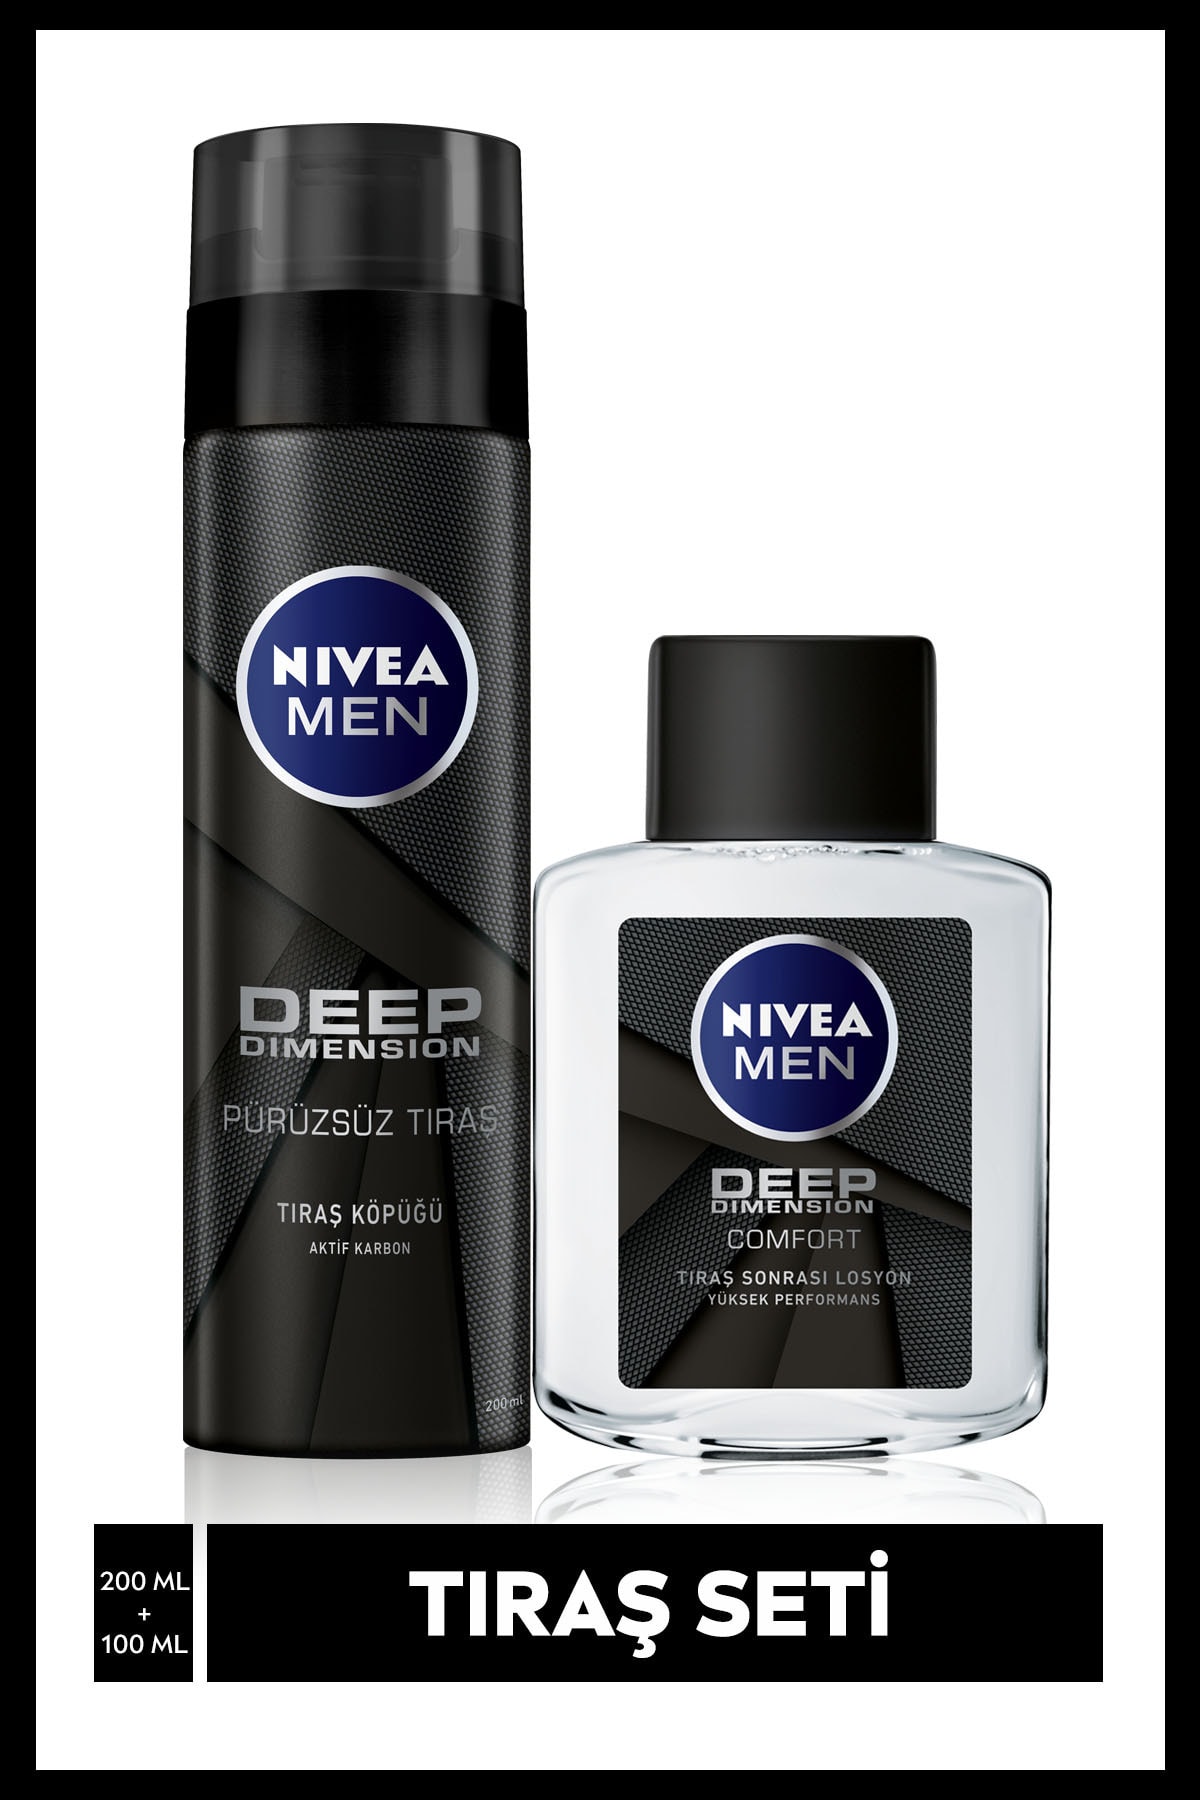 NIVEA
MEN
DEEP
DIMENSION
PÜRÜZSÜZ TIRAŞ
TIRAŞ KÖPÜĞÜ
AKTİF KARBON
200 ml
NIVEA
MEN
DEEP
DIMENSION
COMFORT
TIRAŞ SONRASI LOSYON
YÜKSEK PERFORMANS
200 ML
+
100 ML
TIRAŞ SETİ